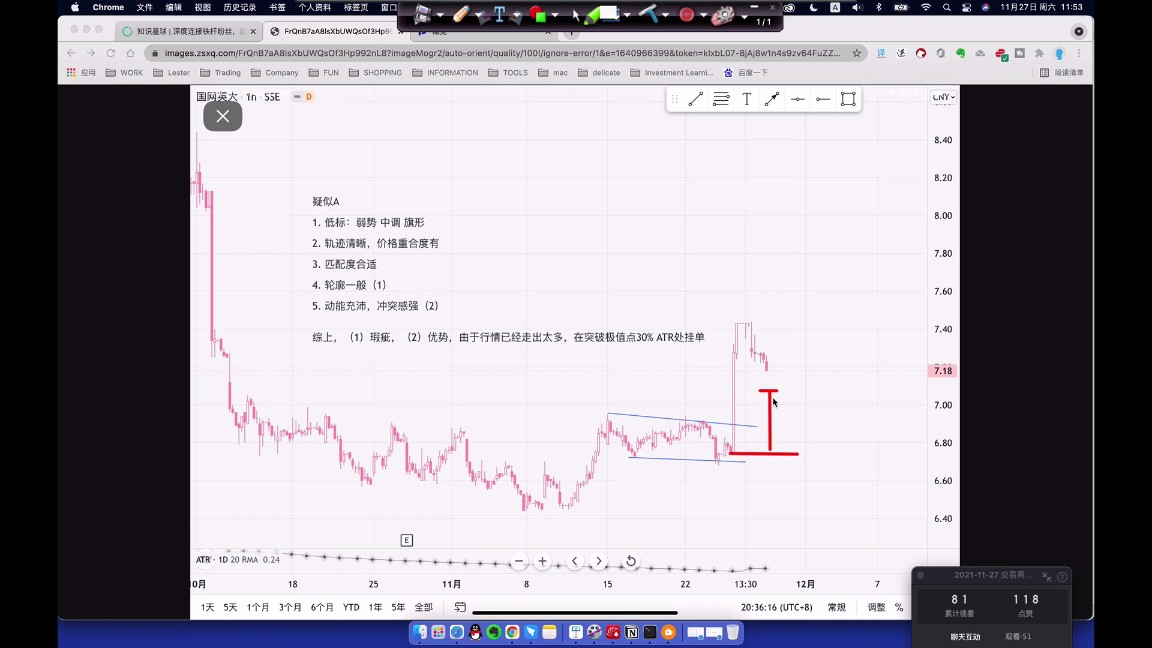 Chrome 文件 编辑 视图 历史记录 书签 个人资料 标签页 窗口
A
11月27日 周六 11:53
1/1
知识星球 | 深度连接铁杆粉丝，
images.zsxq.com/FrQnB7aA8lsXbUWQsOf3Hp992nL8?imageMogr2/auto-orient/quality/100!/ignore-error/1&e=1640966399&token=kIxbL07-8jAj8w1n4s9zv64FuZZ...
应用 WORK Lester Trading Company FUN SHOPPING INFORMATION TOOLS mac delicate Investment Learni... 百度一下 阅读清单
国网英大 · 1h · SSE D
T
CNY
8.40
8.20
8.00
7.80
7.60
7.40
7.18
7.00
6.80
6.60
6.40
疑似A
1. 低标：弱势 中调 旗形
2. 轨迹清晰，价格重合度有
3. 匹配度合适
4. 轮廓一般（1）
5. 动能充沛，冲突感强（2）
综上，（1）瑕疵，（2）优势，由于行情已经走出太多，在突破极值点30% ATR处挂单
E
ATR · 1D 20 RMA 0.24
0月 18 25 11月 8 15 22 13:30 12月 7
1天 5天 1个月 3个月 6个月 YTD 1年 5年 全部
20:36:16 (UTC+8) 常规 调整 %
2021-11-27 交易周...
81 118
累计观看 点赞
聊天互动 观看·51